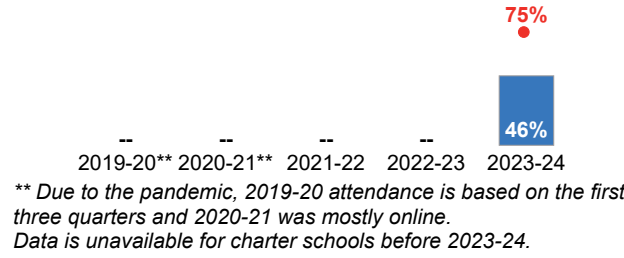 75%
46%
-- -- -- --
2019-20** 2020-21** 2021-22 2022-23 2023-24
** Due to the pandemic, 2019-20 attendance is based on the first
three quarters and 2020-21 was mostly online.
Data is unavailable for charter schools before 2023-24.